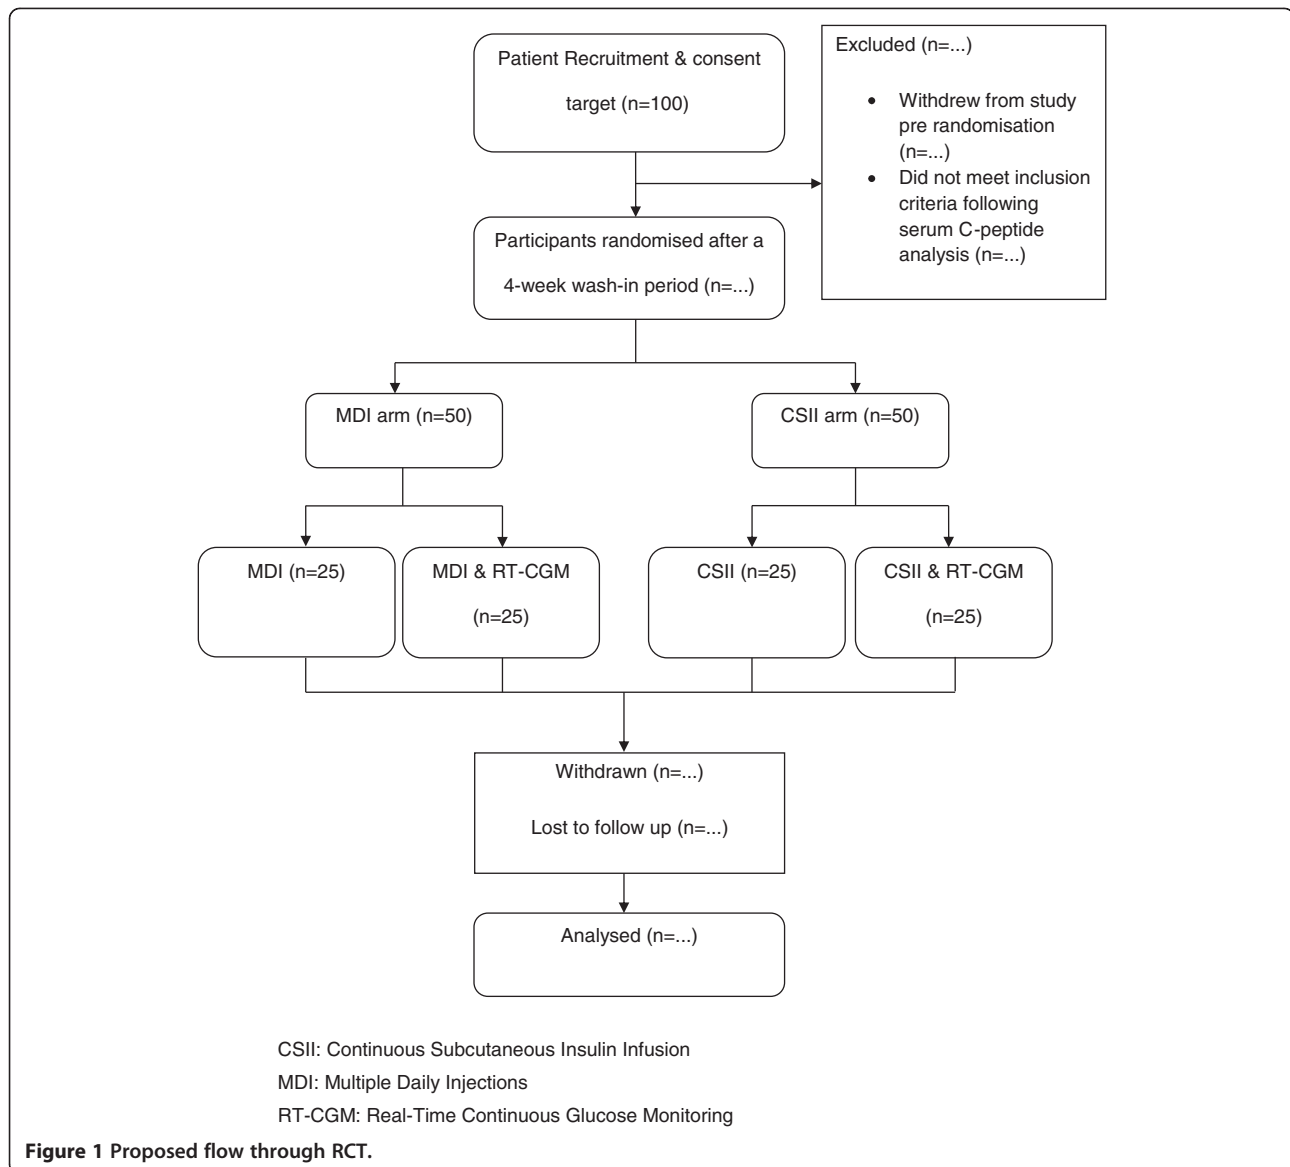 Patient Recruitment & consent
target (n=100)
Excluded (n=...)
• Withdrew from study
pre randomisation
(n=...)
• Did not meet inclusion
criteria following
serum C-peptide
analysis (n=...)
Participants randomised after a
4-week wash-in period (n=...)
MDI arm (n=50)
CSII arm (n=50)
MDI (n=25)
MDI & RT-CGM
(n=25)
CSII (n=25)
CSII & RT-CGM
(n=25)
Withdrawn (n=...)
Lost to follow up (n=...)
Analysed (n=...)
CSII: Continuous Subcutaneous Insulin Infusion
MDI: Multiple Daily Injections
RT-CGM: Real-Time Continuous Glucose Monitoring
Figure 1 Proposed flow through RCT.